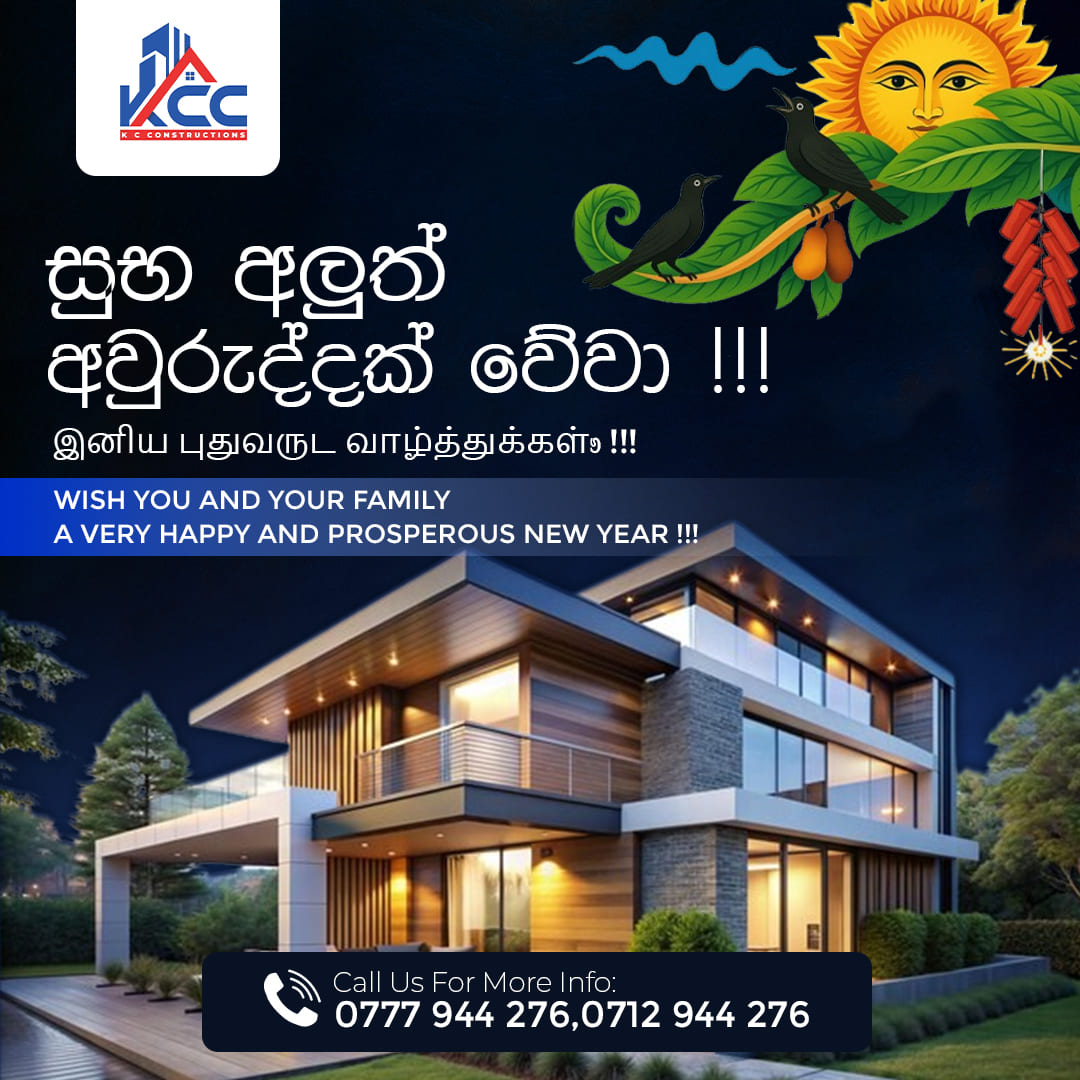 KCC
K C CONSTRUCTIONS
සුභ අලුත්
අවුරුද්දක් වේවා !!!
இனிய புதுவருட வாழ்த்துக்கள் !!!
WISH YOU AND YOUR FAMILY
A VERY HAPPY AND PROSPEROUS NEW YEAR !!!
Call Us For More Info:
0777 944 276,0712 944 276